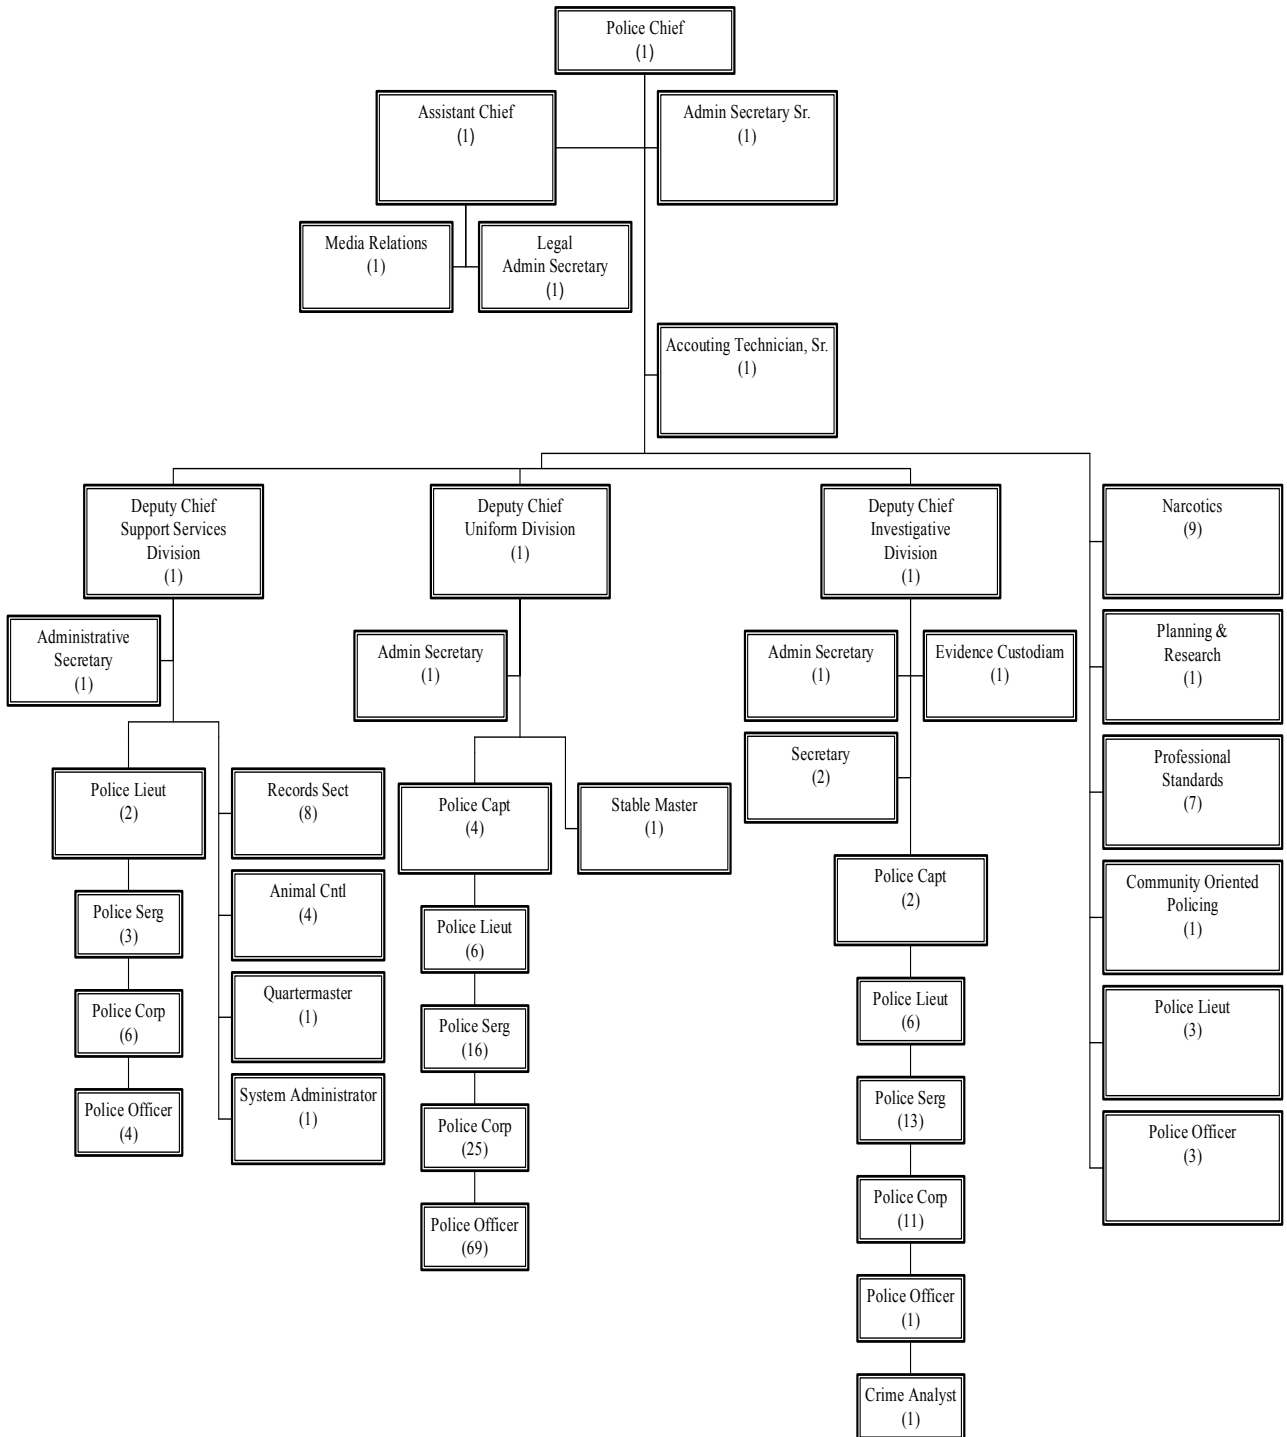 Police Chief
(1)
Assistant Chief
(1)
Admin Secretary Sr.
(1)
Media Relations
(1)
Legal
Admin Secretary
(1)
Accouting Technician, Sr.
(1)
Deputy Chief
Support Services
Division
(1)
Deputy Chief
Uniform Division
(1)
Deputy Chief
Investigative
Division
(1)
Narcotics
(9)
Administrative
Secretary
(1)
Admin Secretary
(1)
Admin Secretary
(1)
Evidence Custodiam
(1)
Planning &
Research
(1)
Police Lieut
(2)
Records Sect
(8)
Police Capt
(4)
Stable Master
(1)
Secretary
(2)
Professional
Standards
(7)
Police Serg
(3)
Animal Cntl
(4)
Police Lieut
(6)
Police Capt
(2)
Community Oriented
Policing
(1)
Police Corp
(6)
Quartermaster
(1)
Police Serg
(16)
Police Lieut
(6)
Police Lieut
(3)
Police Officer
(4)
System Administrator
(1)
Police Corp
(25)
Police Serg
(13)
Police Officer
(3)
Police Officer
(69)
Police Corp
(11)
Police Officer
(1)
Crime Analyst
(1)